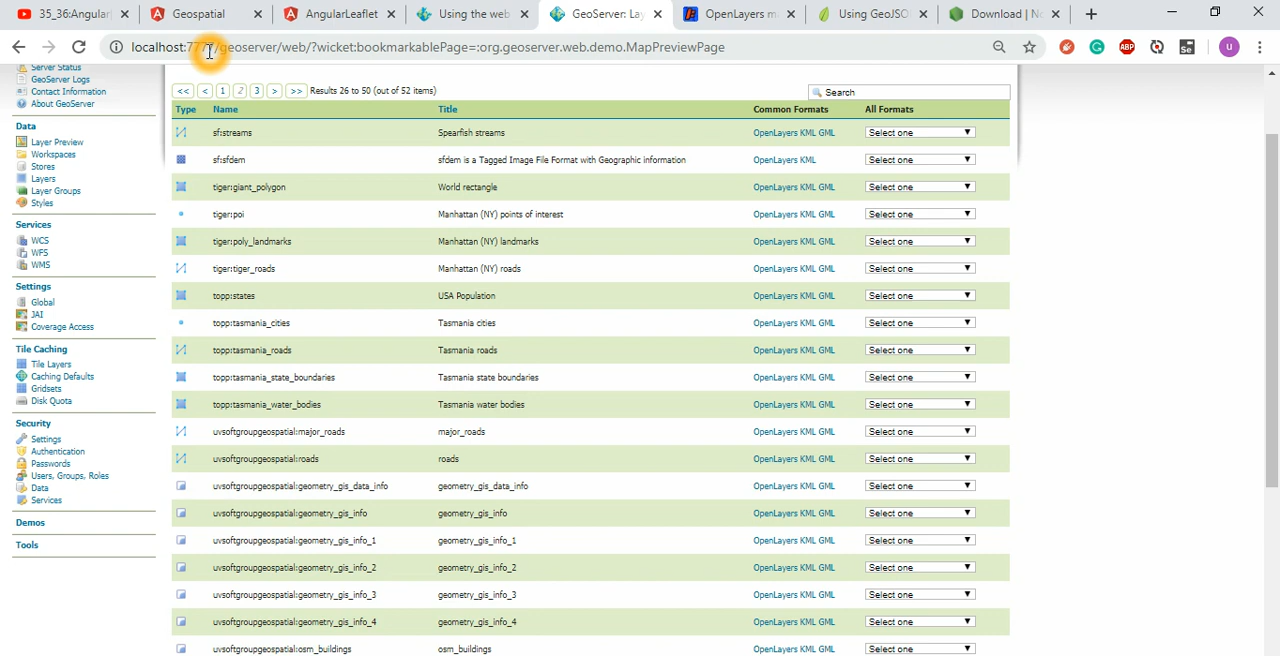 35_36:Angular
Geospatial
AngularLeaflet
Using the web
GeoServer: Lay
OpenLayers m
Using GeoJSO
Download | No
/geoserver/web/?wicket:bookmarkablePage=:org.geoserver.web.demo.MapPreviewPage
ABP
Se
U
Server Status
GeoServer Logs
Contact Information
About GeoServer
Data
Layer Preview
Workspaces
Stores
Layers
Layer Groups
Styles
Services
WCS
WFS
WMS
Settings
Global
JAI
Coverage Access
Tile Caching
Tile Layers
Caching Defaults
Gridsets
Disk Quota
Security
Settings
Authentication
Passwords
Users, Groups, Roles
Data
Services
Demos
Tools
<< < 1 2 3 > >> Results 26 to 50 (out of 52 items)
Search
Type Name Title Common Formats All Formats
sf:streams Spearfish streams OpenLayers KML GML Select one
sf:sfdem sfdem is a Tagged Image File Format with Geographic information OpenLayers KML Select one
tiger:giant_polygon World rectangle OpenLayers KML GML Select one
tiger:poi Manhattan (NY) points of interest OpenLayers KML GML Select one
tiger:poly_landmarks Manhattan (NY) landmarks OpenLayers KML GML Select one
tiger:tiger_roads Manhattan (NY) roads OpenLayers KML GML Select one
topp:states USA Population OpenLayers KML GML Select one
topp:tasmania_cities Tasmania cities OpenLayers KML GML Select one
topp:tasmania_roads Tasmania roads OpenLayers KML GML Select one
topp:tasmania_state_boundaries Tasmania state boundaries OpenLayers KML GML Select one
topp:tasmania_water_bodies Tasmania water bodies OpenLayers KML GML Select one
uvsoftgroupgeospatial:major_roads major_roads OpenLayers KML GML Select one
uvsoftgroupgeospatial:roads roads OpenLayers KML GML Select one
uvsoftgroupgeospatial:geometry_gis_data_info geometry_gis_data_info OpenLayers KML GML Select one
uvsoftgroupgeospatial:geometry_gis_info geometry_gis_info OpenLayers KML GML Select one
uvsoftgroupgeospatial:geometry_gis_info_1 geometry_gis_info_1 OpenLayers KML GML Select one
uvsoftgroupgeospatial:geometry_gis_info_2 geometry_gis_info_2 OpenLayers KML GML Select one
uvsoftgroupgeospatial:geometry_gis_info_3 geometry_gis_info_3 OpenLayers KML GML Select one
uvsoftgroupgeospatial:geometry_gis_info_4 geometry_gis_info_4 OpenLayers KML GML Select one
uvsoftgroupgeospatial:osm_buildings osm_buildings OpenLayers KML GML Select one